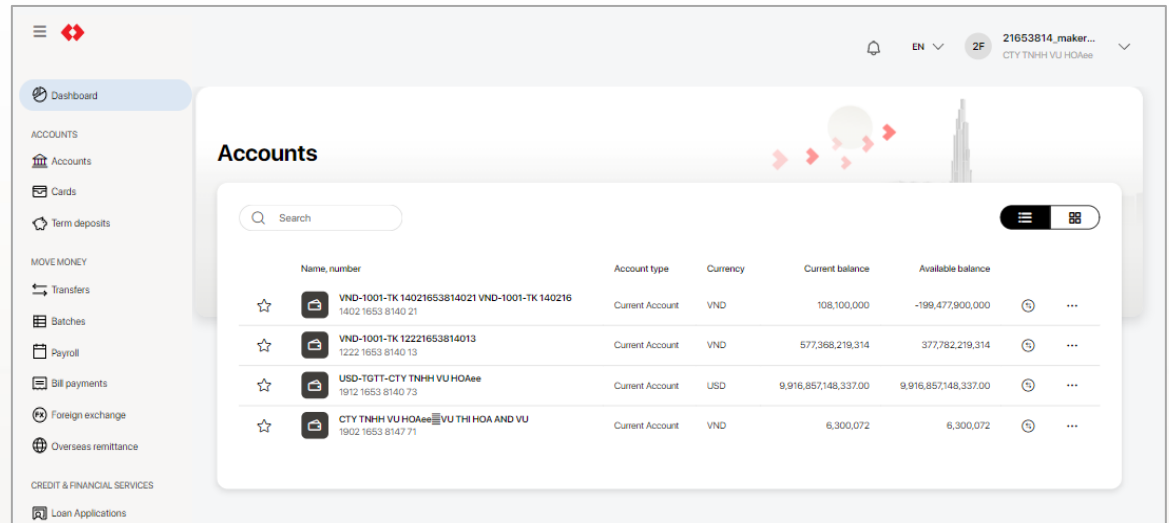 EN
2F
21653814_maker...
CTY TNHH VU HOAee
Dashboard
ACCOUNTS
Accounts
Cards
Term deposits
MOVE MONEY
Transfers
Batches
Payroll
Bill payments
FX
Foreign exchange
Overseas remittance
CREDIT & FINANCIAL SERVICES
Loan Applications
Accounts
Search
Name, number Account type Currency Current balance Available balance
VND-1001-TK 14021653814021 VND-1001-TK 140216
1402 1653 8140 21
Current Account VND 108,100,000 -199,477,900,000
VND-1001-TK 12221653814013
1222 1653 8140 13
Current Account VND 577,368,219,314 377,782,219,314
USD-TGTT-CTY TNHH VU HOAee
1912 1653 8140 73
Current Account USD 9,916,857,148,337.00 9,916,857,148,337.00
CTY TNHH VU HOAee VU THI HOA AND VU
1902 1653 8147 71
Current Account VND 6,300,072 6,300,072